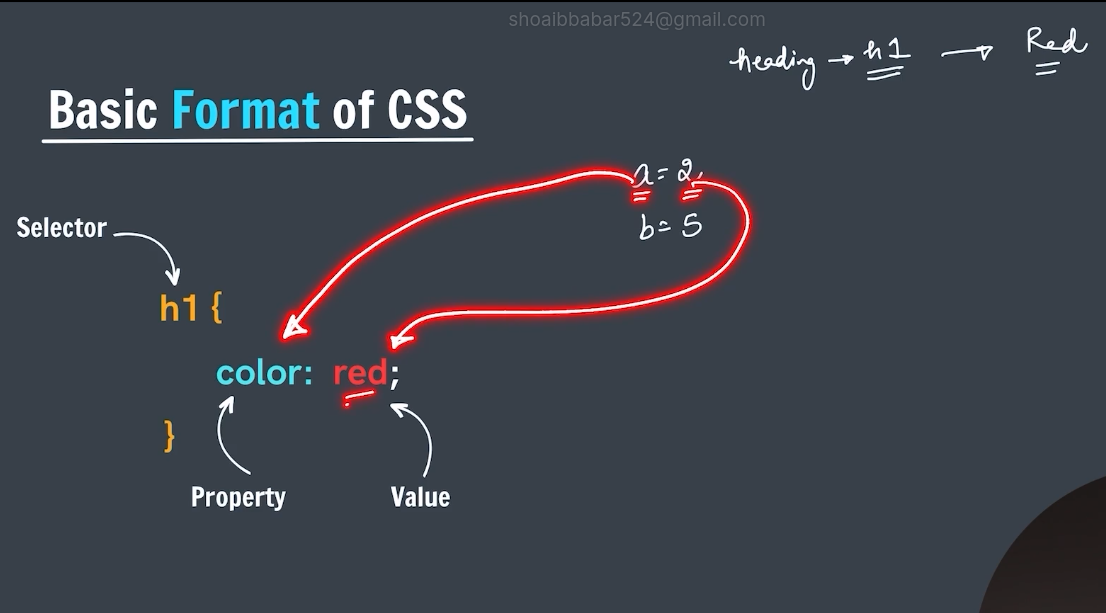 shoaibbabar524@gmail.com
heading → h1 → Red
Basic Format of CSS
a = 2,
b = 5
Selector
h1 {
color: red;
}
Property
Value